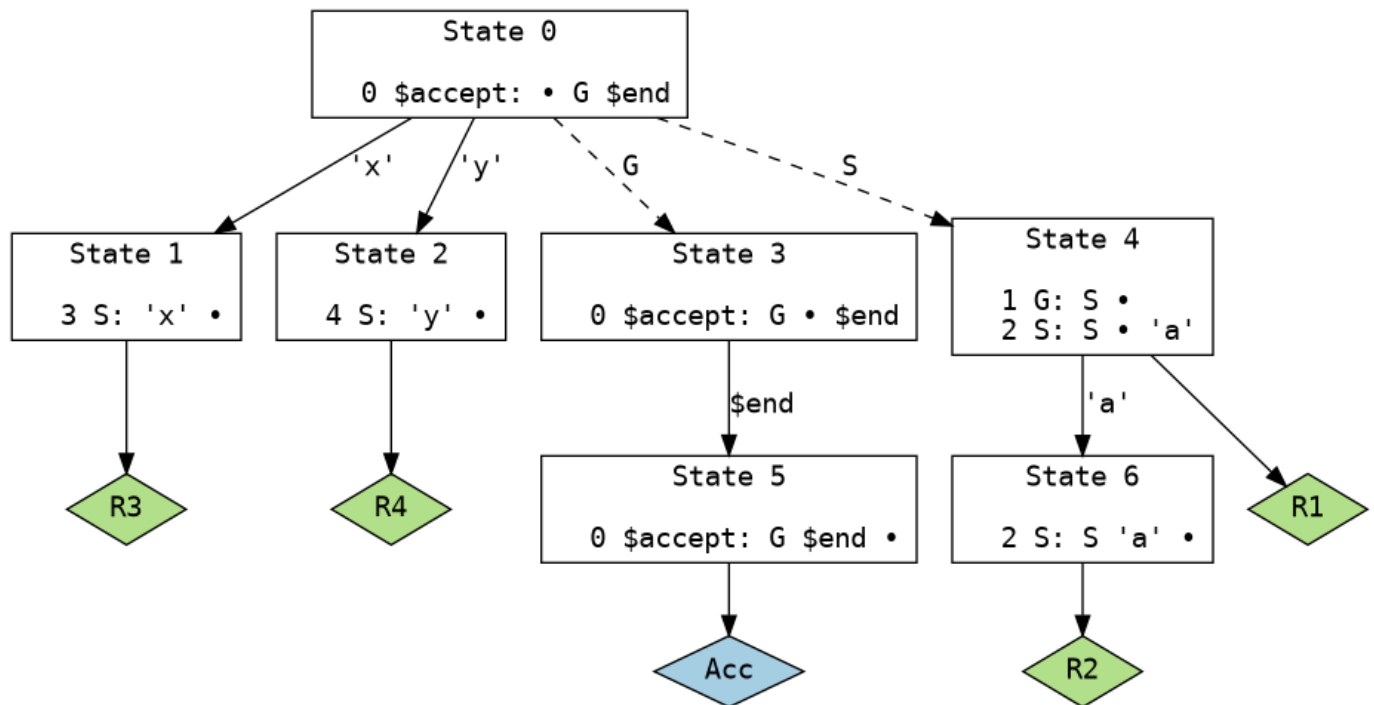 State 0
0 $accept: • G $end
'x'
'y'
G
S
State 1
3 S: 'x' •
State 2
4 S: 'y' •
State 3
0 $accept: G • $end
State 4
1 G: S •
2 S: S • 'a'
$end
'a'
R3
R4
State 5
0 $accept: G $end •
State 6
2 S: S 'a' •
R1
Acc
R2